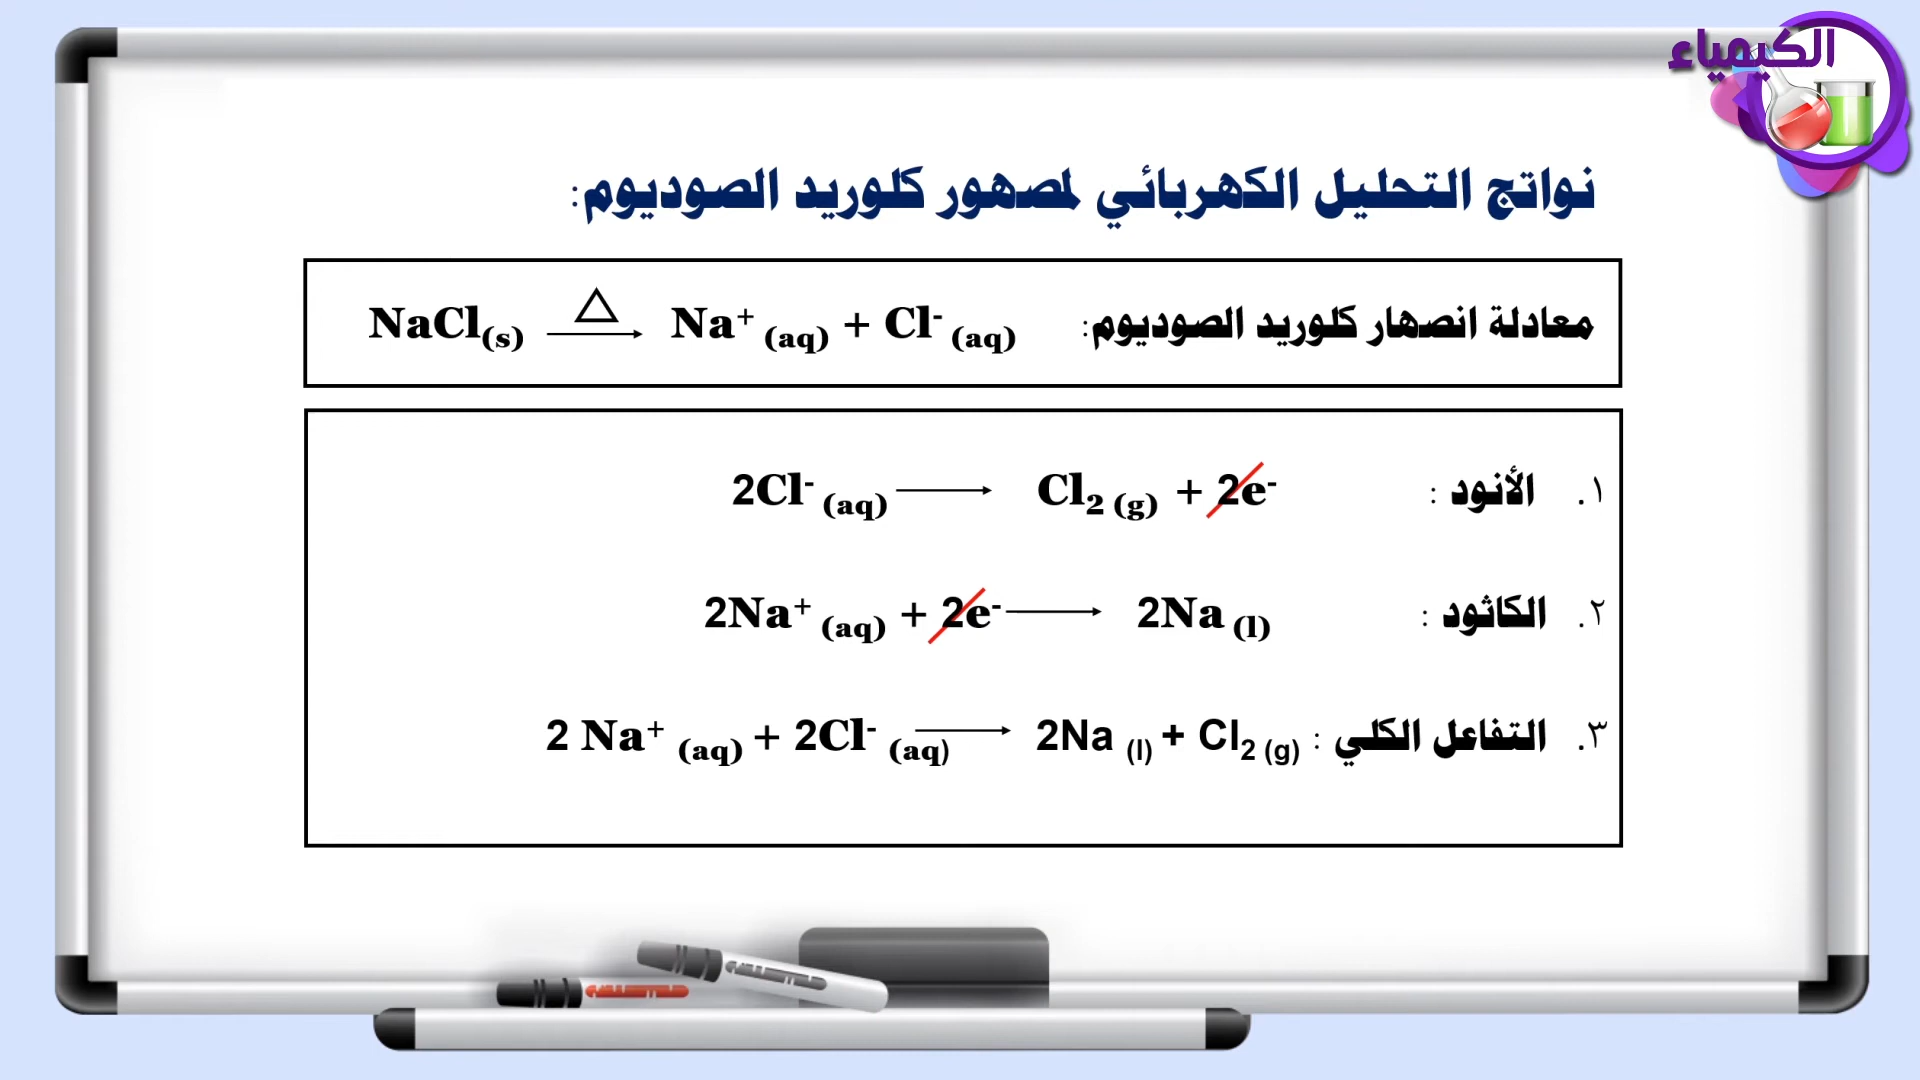 الكيمياء
نواتج التحليل الكهربائي لمصهور كلوريد الصوديوم:
معادلة انصهار كلوريد الصوديوم: NaCl(s) △⟶ Na⁺ (aq) + Cl⁻ (aq)
١. الأنود : 2Cl⁻ (aq) ⟶ Cl₂ (g) + 2e⁻
٢. الكاثود : 2Na⁺ (aq) + 2e⁻ ⟶ 2Na (l)
٣. التفاعل الكلي : 2 Na⁺ (aq) + 2Cl⁻ (aq) ⟶ 2Na (l) + Cl₂ (g)